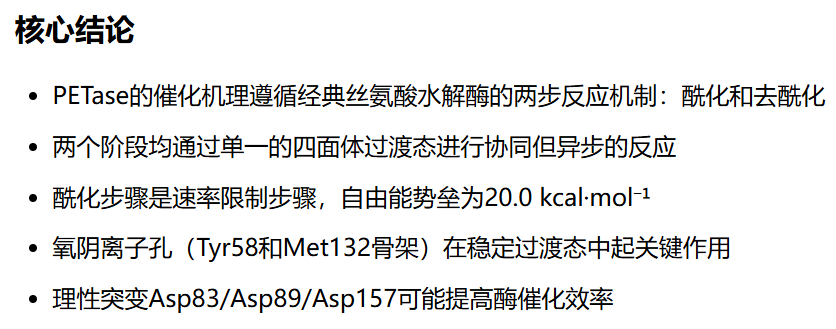 核心结论
• PETase的催化机理遵循经典丝氨酸水解酶的两步反应机制：酰化和去酰化
• 两个阶段均通过单一的四面体过渡态进行协同但异步的反应
• 酰化步骤是速率限制步骤，自由能势垒为20.0 kcal·mol⁻¹
• 氧阴离子孔（Tyr58和Met132骨架）在稳定过渡态中起关键作用
• 理性突变Asp83/Asp89/Asp157可能提高酶催化效率